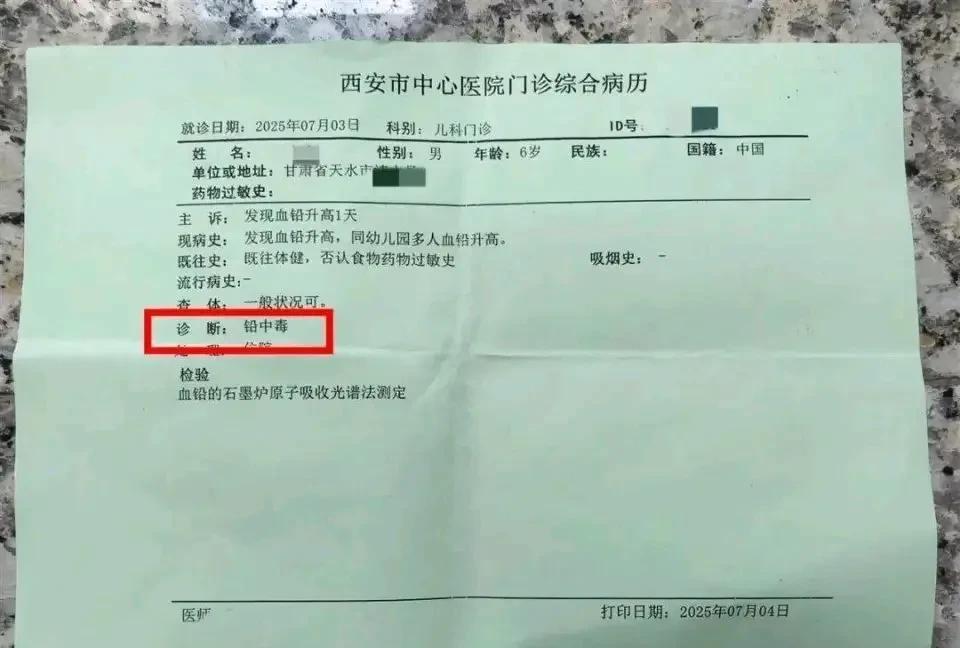 西安市中心医院门诊综合病历
就诊日期：2025年07月03日 科别：儿科门诊 ID号：
姓 名： 性别：男 年龄：6岁 民族： 国籍：中国
单位或地址：甘肃省天水市
药物过敏史：
主 诉：发现血铅升高1天
现病史：发现血铅升高，同幼儿园多人血铅升高。
既往史：既往体健，否认食物药物过敏史 吸烟史：-
流行病史：-
查 体：一般状况可。
诊 断：铅中毒
处 理：住院
检验
血铅的石墨炉原子吸收光谱法测定
医师
打印日期：2025年07月04日